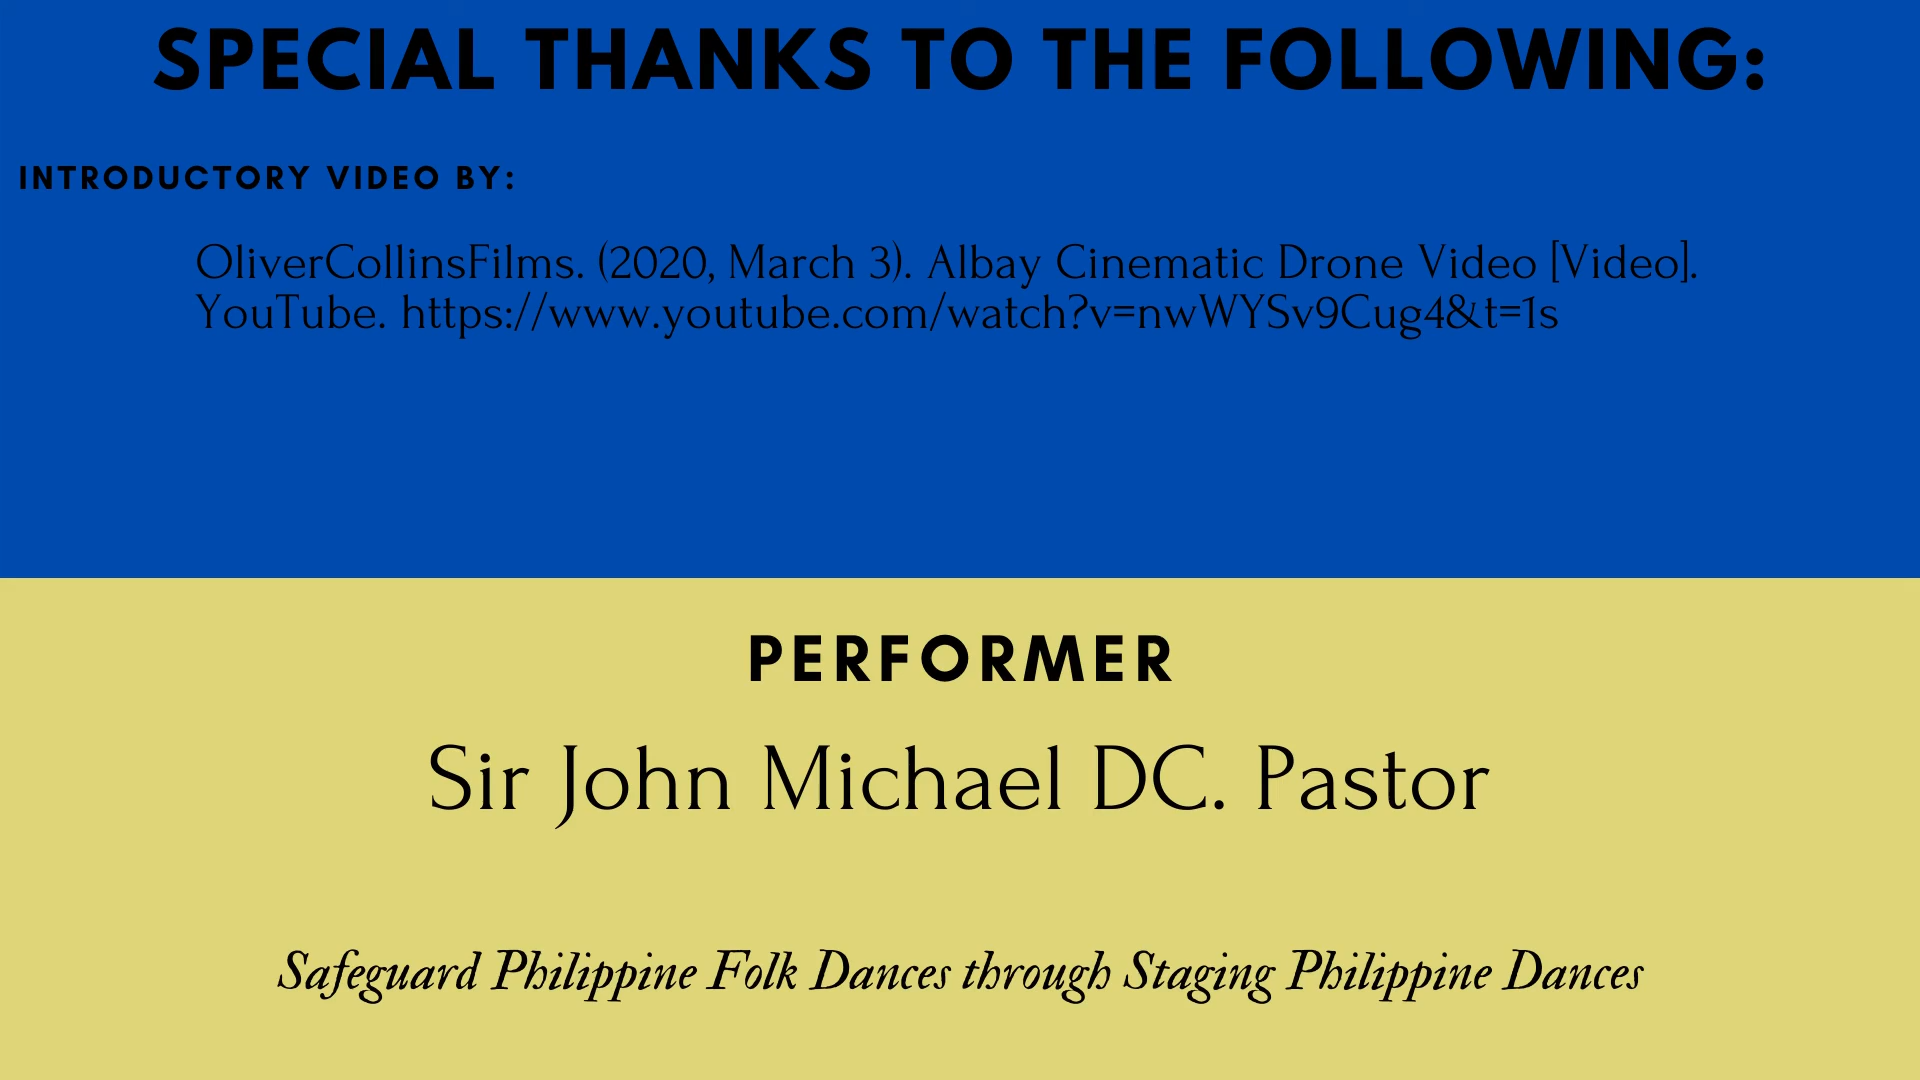 SPECIAL THANKS TO THE FOLLOWING:
INTRODUCTORY VIDEO BY:
OliverCollinsFilms. (2020, March 3). Albay Cinematic Drone Video [Video].
YouTube. https://www.youtube.com/watch?v=nwWYSv9Cug4&t=1s
PERFORMER
Sir John Michael DC. Pastor
Safeguard Philippine Folk Dances through Staging Philippine Dances